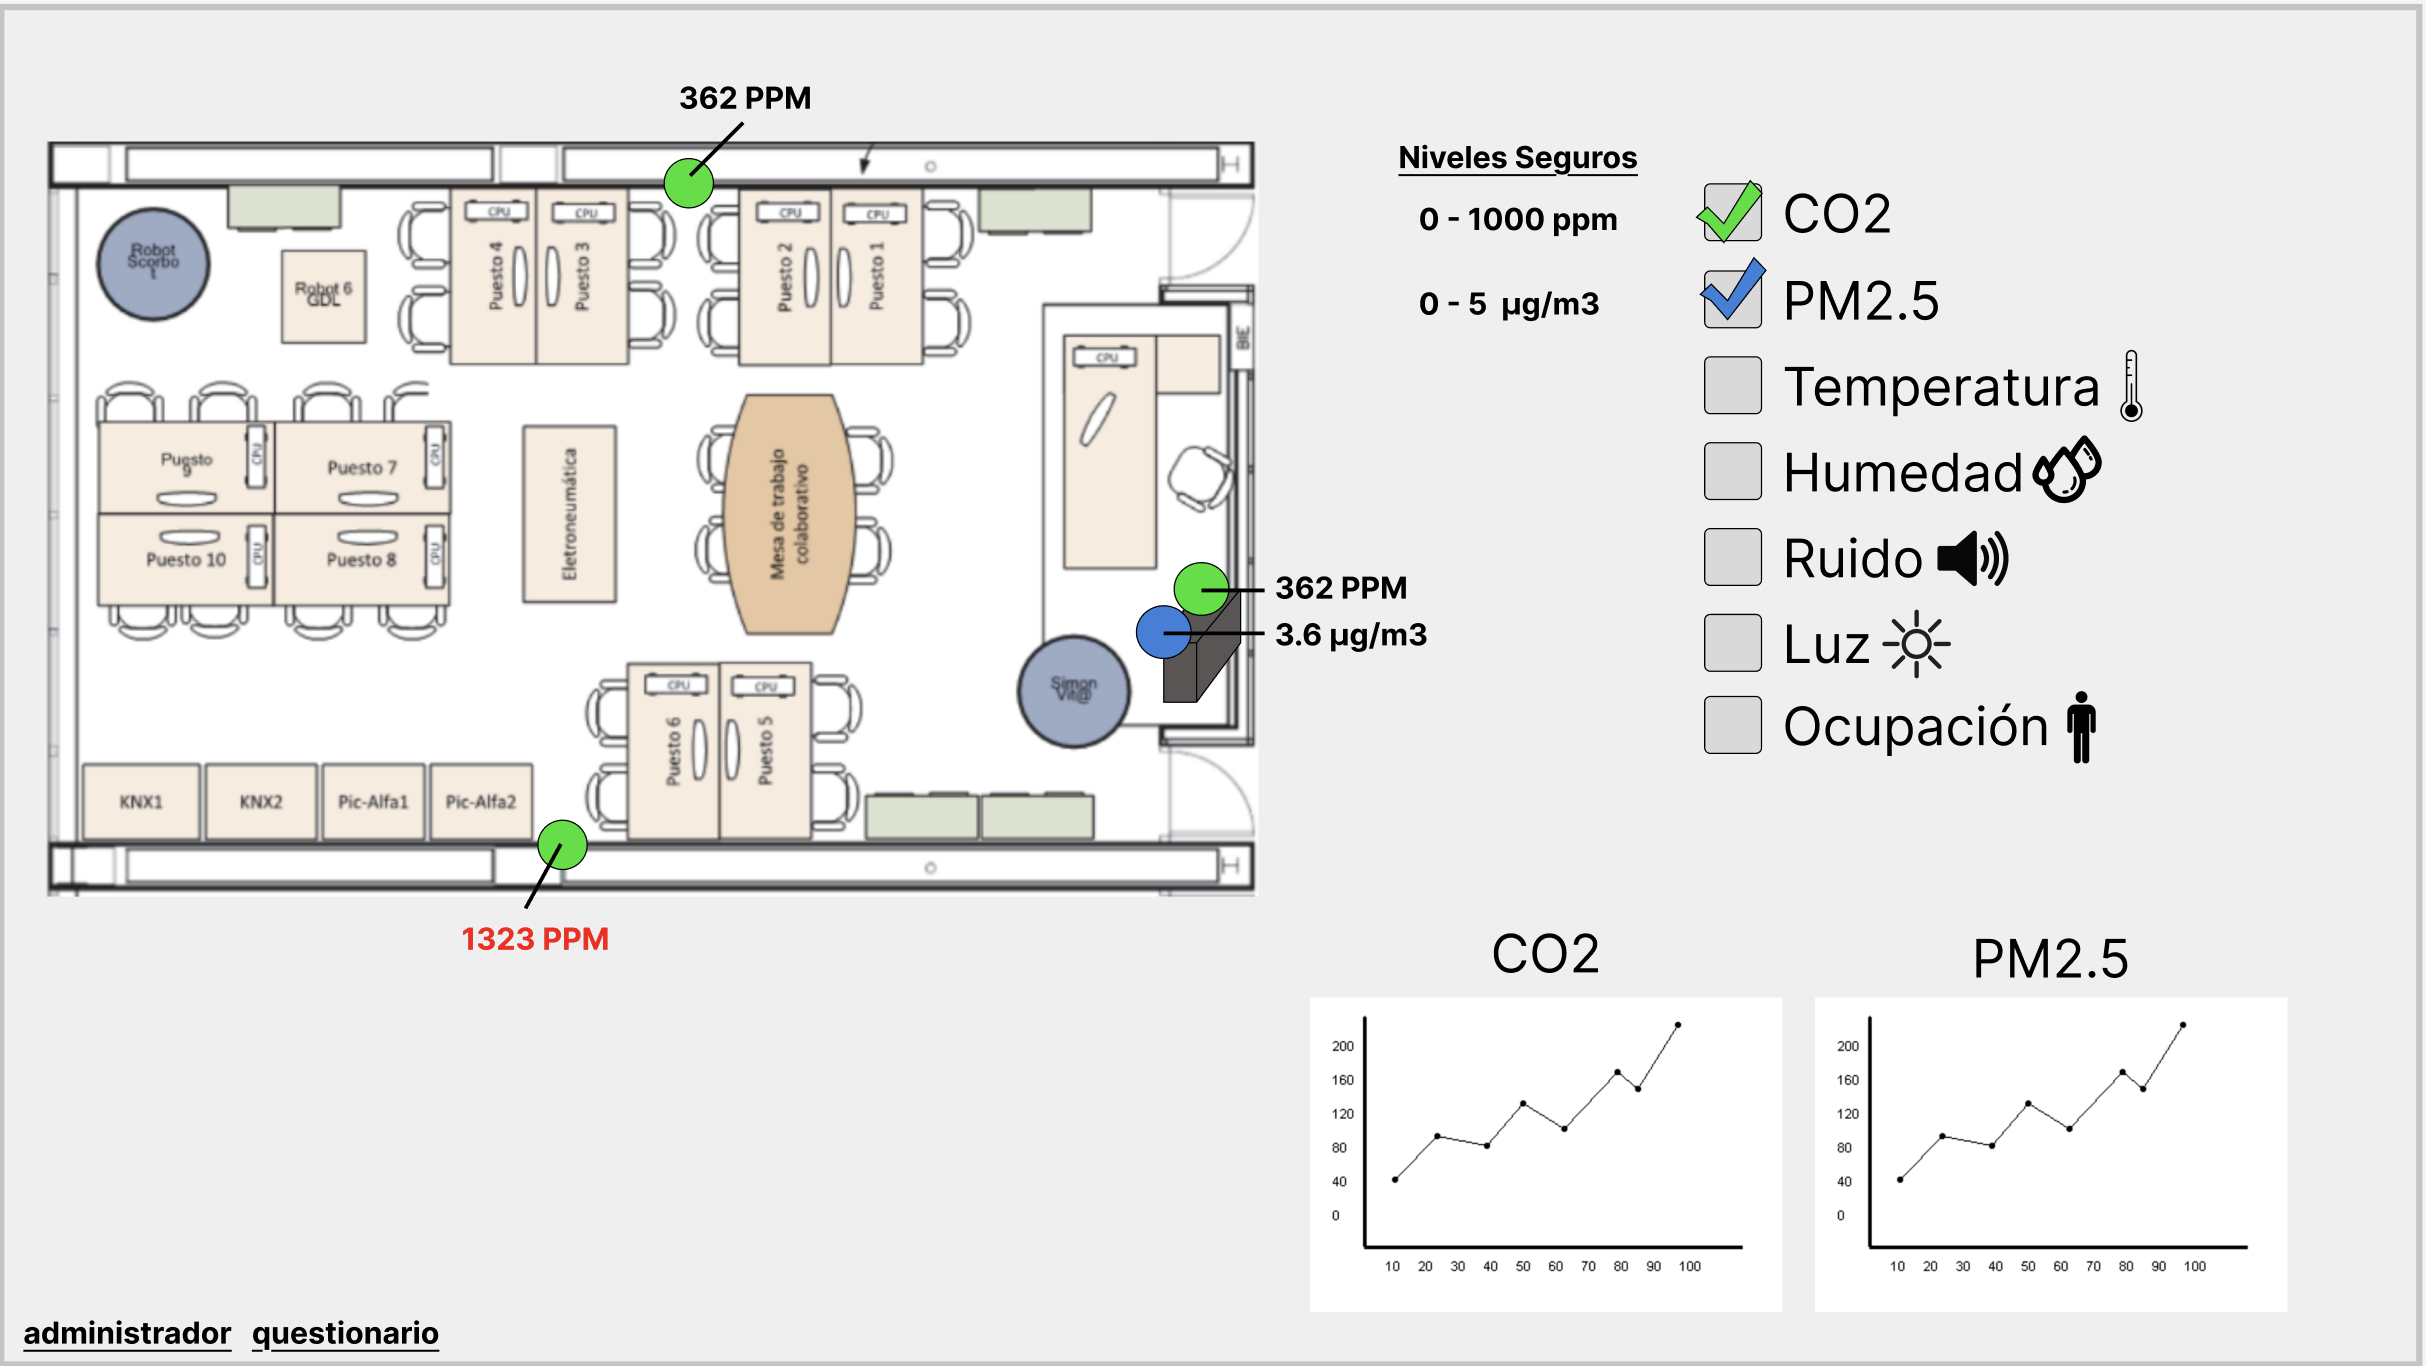 362 PPM
Niveles Seguros
0 - 1000 ppm
CO2
0 - 5 µg/m3
PM2.5
Temperatura
Humedad
Ruido
Luz
Ocupación
Robot
Scorbo
t
Robot 6
GDL
CPU
Puesto 4
CPU
Puesto 3
CPU
Puesto 2
CPU
Puesto 1
BIE
CPU
Puesto
9
CPU
Puesto 7
CPU
Puesto 10
CPU
Puesto 8
CPU
Eletroneumática
Mesa de trabajo
colaborativo
362 PPM
3.6 µg/m3
Simon
Vit@
CPU
Puesto 6
CPU
Puesto 5
KNX1
KNX2
Pic-Alfa1
Pic-Alfa2
1323 PPM
CO2
200
160
120
80
40
0
10 20 30 40 50 60 70 80 90 100
PM2.5
200
160
120
80
40
0
10 20 30 40 50 60 70 80 90 100
administrador questionario